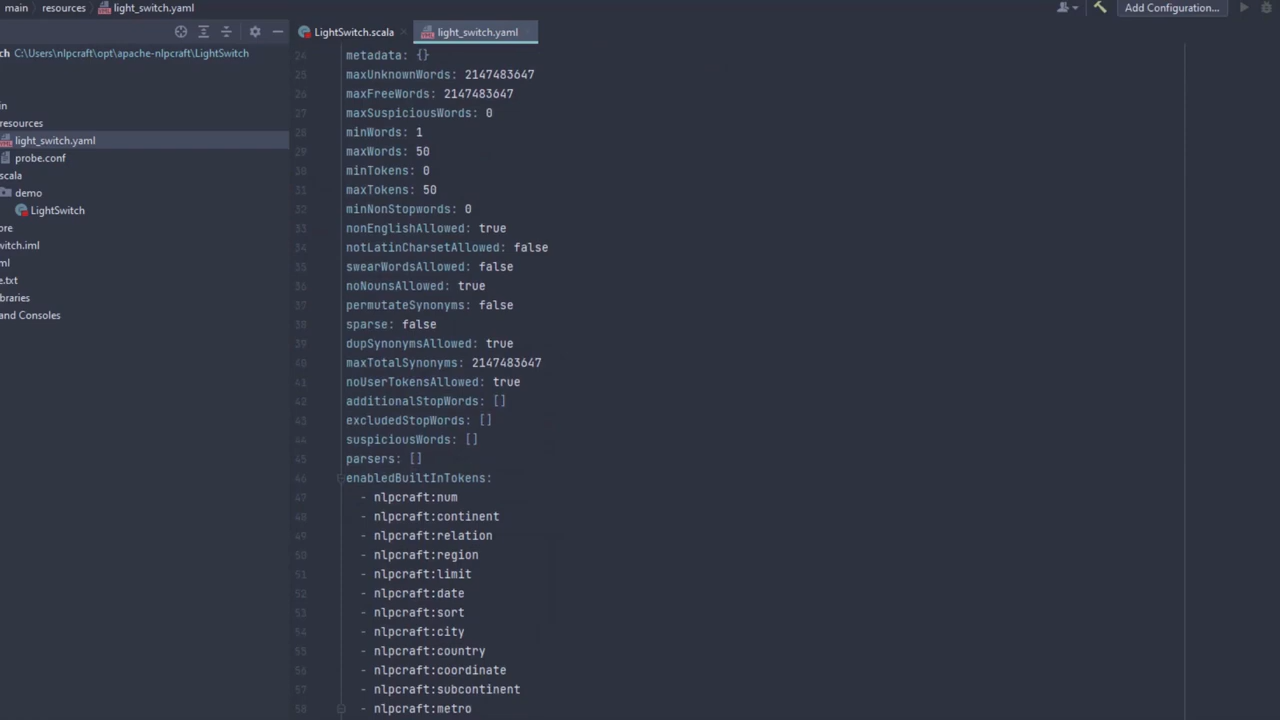 main resources light_switch.yaml
Add Configuration...
ch C:\Users\nlpcraft\opt\apache-nlpcraft\LightSwitch
in
resources
light_switch.yaml
probe.conf
scala
demo
LightSwitch
ore
witch.iml
ml
e.txt
braries
and Consoles
LightSwitch.scala
light_switch.yaml
24 metadata: {}
25 maxUnknownWords: 2147483647
26 maxFreeWords: 2147483647
27 maxSuspiciousWords: 0
28 minWords: 1
29 maxWords: 50
30 minTokens: 0
31 maxTokens: 50
32 minNonStopwords: 0
33 nonEnglishAllowed: true
34 notLatinCharsetAllowed: false
35 swearWordsAllowed: false
36 noNounsAllowed: true
37 permutateSynonyms: false
38 sparse: false
39 dupSynonymsAllowed: true
40 maxTotalSynonyms: 2147483647
41 noUserTokensAllowed: true
42 additionalStopWords: []
43 excludedStopWords: []
44 suspiciousWords: []
45 parsers: []
46 enabledBuiltInTokens:
47 - nlpcraft:num
48 - nlpcraft:continent
49 - nlpcraft:relation
50 - nlpcraft:region
51 - nlpcraft:limit
52 - nlpcraft:date
53 - nlpcraft:sort
54 - nlpcraft:city
55 - nlpcraft:country
56 - nlpcraft:coordinate
57 - nlpcraft:subcontinent
58 - nlpcraft:metro